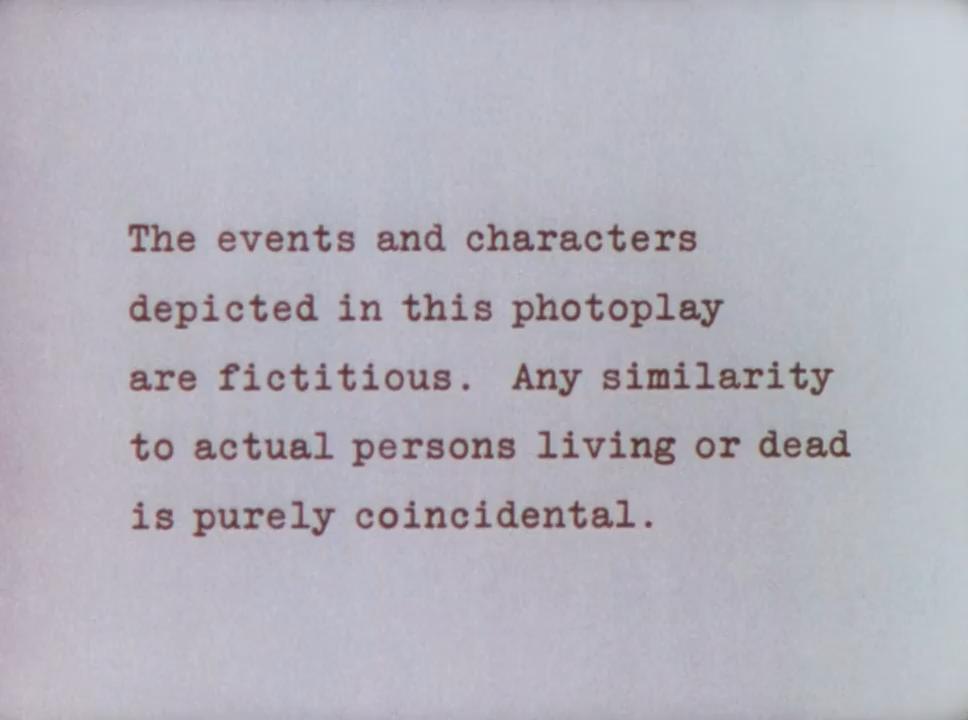 The events and characters
depicted in this photoplay
are fictitious.  Any similarity
to actual persons living or dead
is purely coincidental.